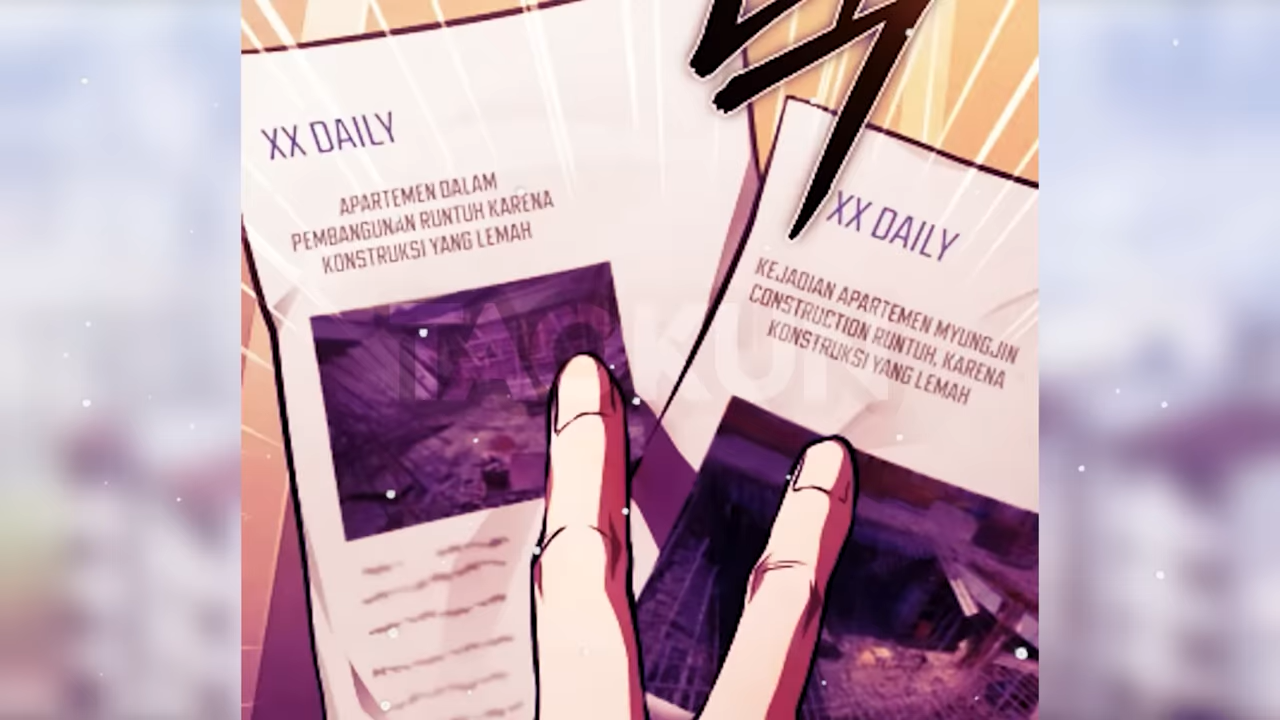 XX DAILY
APARTEMEN DALAM
PEMBANGUNAN RUNTUH KARENA
KONSTRUKSI YANG LEMAH
XX DAILY
KEJADIAN APARTEMEN MYUNGJIN
CONSTRUCTION RUNTUH, KARENA
KONSTRUKSI YANG LEMAH